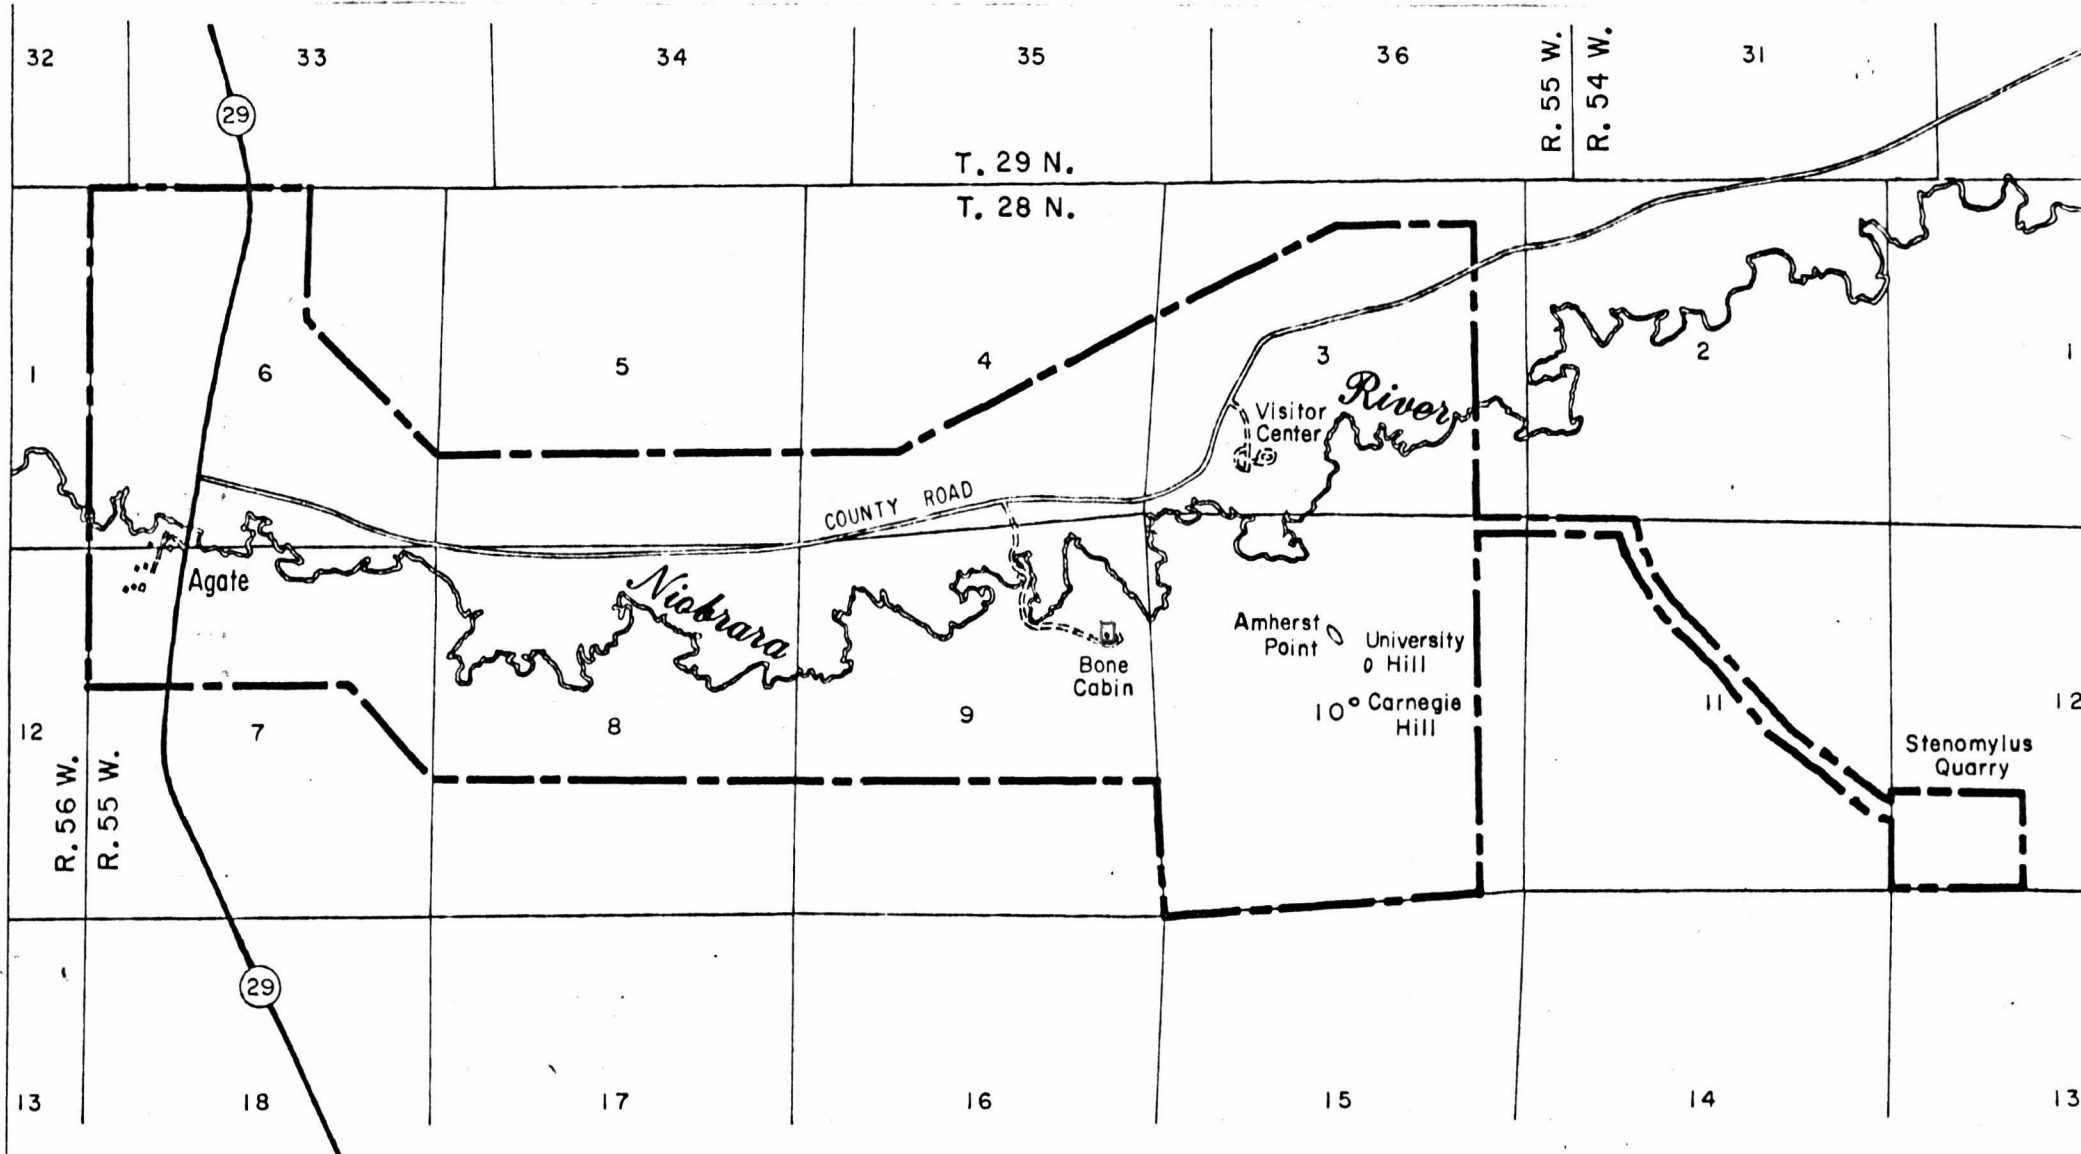 32
33
34
35
36
31
R. 55 W.
R. 54 W.
29
T. 29 N.
T. 28 N.
1
6
5
4
3
2
1
Visitor
Center
River
COUNTY ROAD
Agate
Niobrara
Bone
Cabin
Amherst
Point
University
Hill
10
Carnegie
Hill
11
12
7
8
9
12
Stenomylus
Quarry
R. 56 W.
R. 55 W.
29
13
18
17
16
15
14
13